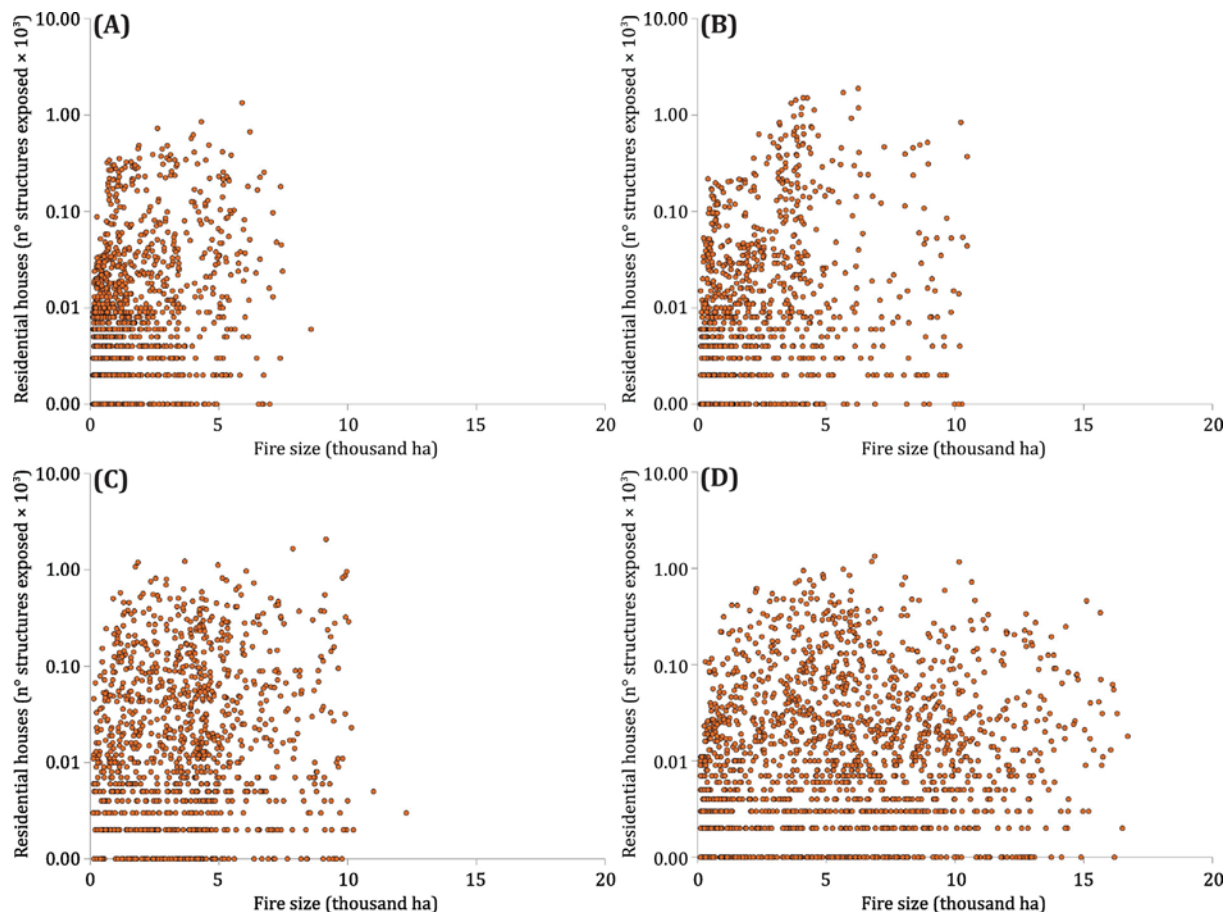 (A)
Residential houses (n° structures exposed × 10³)
10.00
1.00
0.10
0.01
0.00
0 5 10 15 20
Fire size (thousand ha)
(B)
Residential houses (n° structures exposed × 10³)
10.00
1.00
0.10
0.01
0.00
0 5 10 15 20
Fire size (thousand ha)
(C)
Residential houses (n° structures exposed × 10³)
10.00
1.00
0.10
0.01
0.00
0 5 10 15 20
Fire size (thousand ha)
(D)
Residential houses (n° structures exposed × 10³)
10.00
1.00
0.10
0.01
0.00
0 5 10 15 20
Fire size (thousand ha)